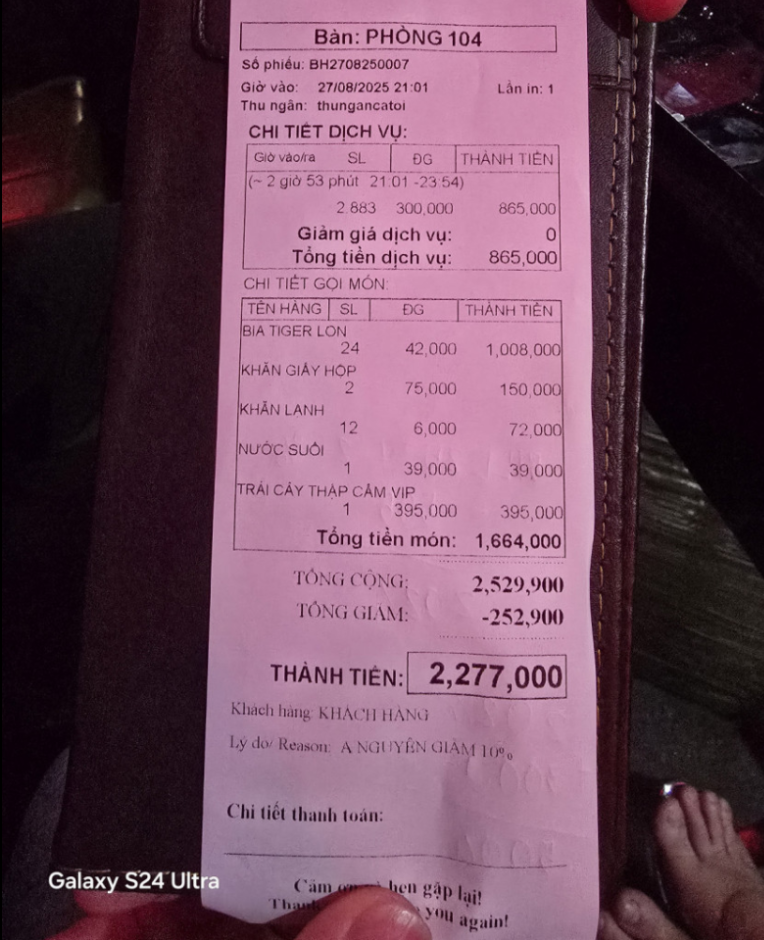 Bàn: PHÒNG 104
Số phiếu: BH2708250007
Giờ vào: 27/08/2025 21:01 Lần in: 1
Thu ngân: thungancatoi
CHI TIẾT DỊCH VỤ:
Giờ vào/ra SL ĐG THÀNH TIỀN
(~ 2 giờ 53 phút 21:01 -23:54)
2.883 300,000 865,000
Giảm giá dịch vụ: 0
Tổng tiền dịch vụ: 865,000
CHI TIẾT GỌI MÓN:
TÊN HÀNG SL ĐG THÀNH TIỀN
BIA TIGER LON
24 42,000 1,008,000
KHĂN GIẤY HỘP
2 75,000 150,000
KHĂN LẠNH
12 6,000 72,000
NƯỚC SUỐI
1 39,000 39,000
TRÁI CÂY THẬP CẨM VIP
1 395,000 395,000
Tổng tiền món: 1,664,000
TỔNG CỘNG: 2,529,900
TỔNG GIẢM: -252,900
THÀNH TIỀN: 2,277,000
Khách hàng: KHÁCH HÀNG
Lý do/ Reason: A NGUYÊN GIẢM 10%
Chi tiết thanh toán:
Cảm hẹn gặp lại!
you again!
Galaxy S24 Ultra